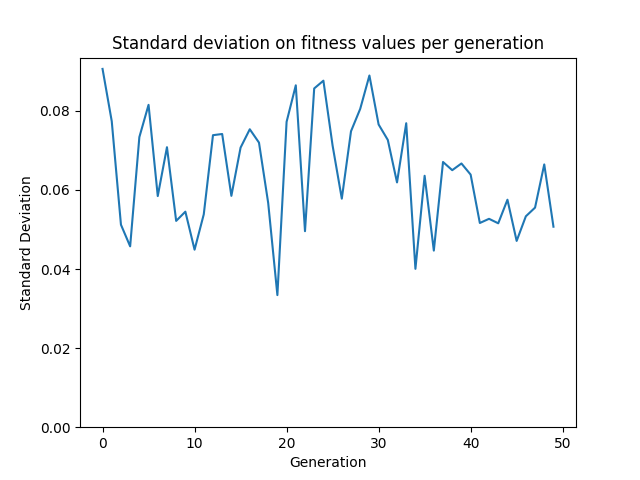 Standard deviation on fitness values per generation
Standard Deviation
0.08
0.06
0.04
0.02
0.00
0 10 20 30 40 50
Generation